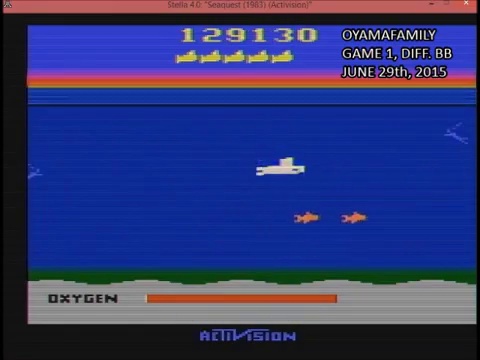 Stella 4.0: "Seaquest (1983) (Activision)"
129130
OYAMAFAMILY
GAME 1, DIFF. BB
JUNE 29th, 2015
OXYGEN
ACTIVISION